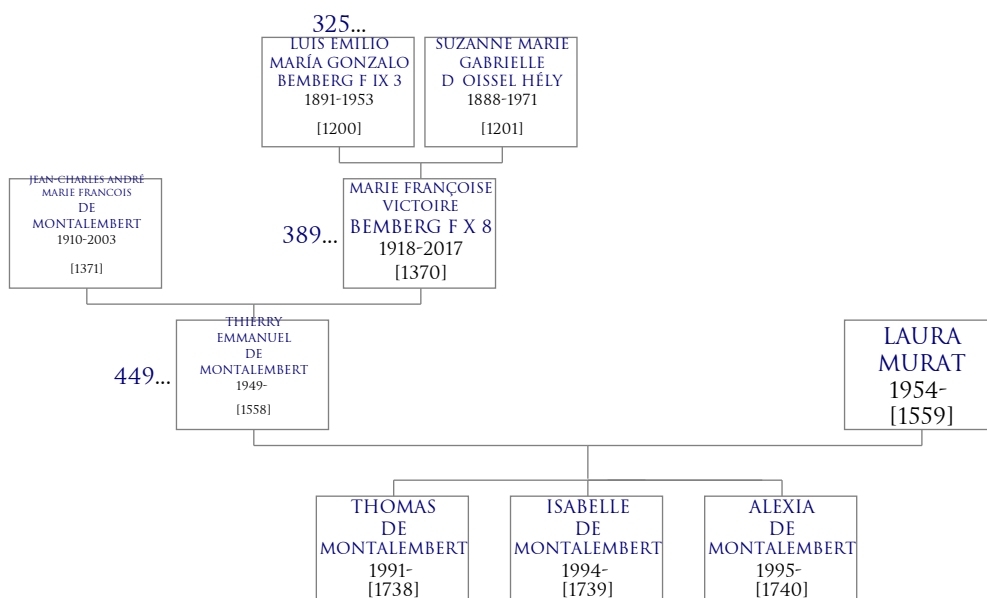 325...
LUIS EMILIO
MARÍA GONZALO
BEMBERG F IX 3
1891-1953
[1200]
SUZANNE MARIE
GABRIELLE
D OISSEL HÉLY
1888-1971
[1201]
JEAN-CHARLES ANDRÉ
MARIE FRANCOIS
DE
MONTALEMBERT
1910-2003
[1371]
389...
MARIE FRANÇOISE
VICTOIRE
BEMBERG F X 8
1918-2017
[1370]
449...
THIERRY
EMMANUEL
DE
MONTALEMBERT
1949-
[1558]
LAURA
MURAT
1954-
[1559]
THOMAS
DE
MONTALEMBERT
1991-
[1738]
ISABELLE
DE
MONTALEMBERT
1994-
[1739]
ALEXIA
DE
MONTALEMBERT
1995-
[1740]